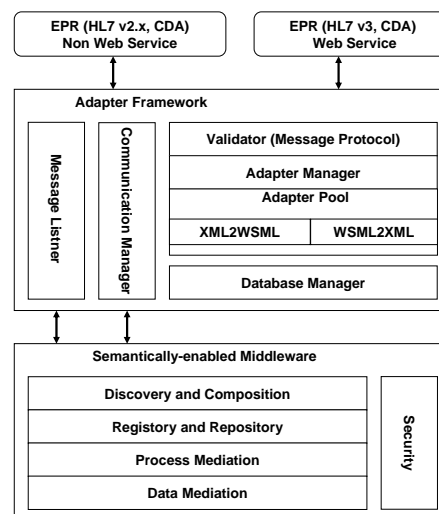 EPR (HL7 v2.x, CDA)
Non Web Service
EPR (HL7 v3, CDA)
Web Service
Adapter Framework
Message Listner
Communication Manager
Validator (Message Protocol)
Adapter Manager
Adapter Pool
XML2WSML
WSML2XML
Database Manager
Semantically-enabled Middleware
Discovery and Composition
Registory and Repository
Process Mediation
Data Mediation
Security